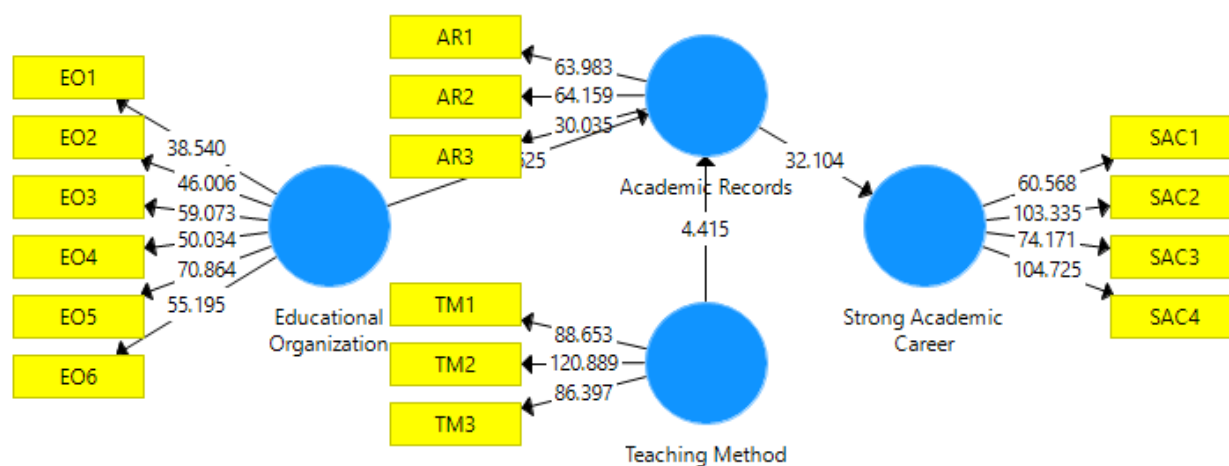 EO1
EO2
EO3
EO4
EO5
EO6
38.540
46.006
59.073
50.034
70.864
55.195
Educational
Organization
AR1
AR2
AR3
63.983
64.159
30.035
Academic Records
32.104
4.415
TM1
TM2
TM3
88.653
120.889
86.397
Teaching Method
Strong Academic
Career
60.568
103.335
74.171
104.725
SAC1
SAC2
SAC3
SAC4